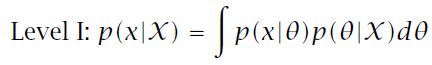 Level I: p(x|X) = ∫ p(x|θ)p(θ|X)dθ